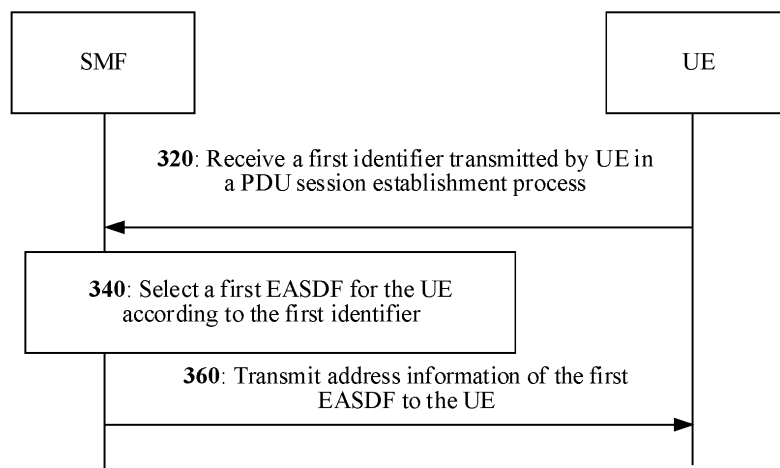 SMF
UE
320: Receive a first identifier transmitted by UE in
a PDU session establishment process
340: Select a first EASDF for the UE
according to the first identifier
360: Transmit address information of the first
EASDF to the UE